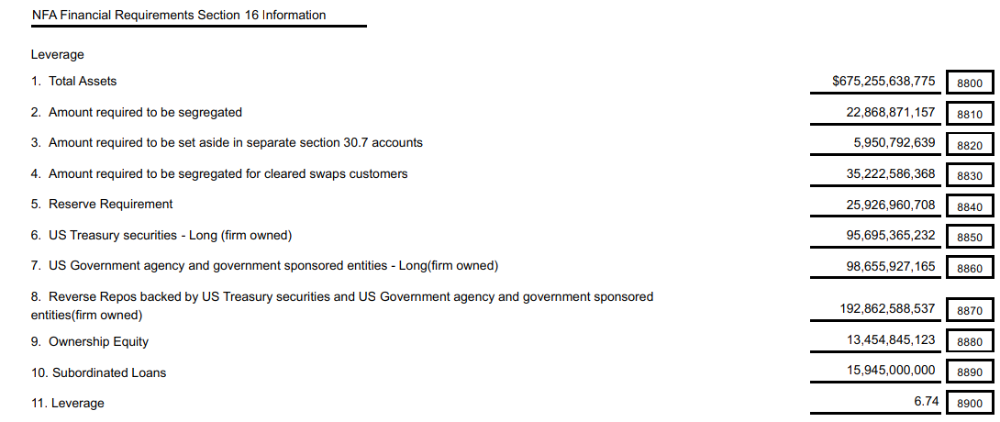 NFA Financial Requirements Section 16 Information
Leverage
1. Total Assets $675,255,638,775 8800
2. Amount required to be segregated 22,868,871,157 8810
3. Amount required to be set aside in separate section 30.7 accounts 5,950,792,639 8820
4. Amount required to be segregated for cleared swaps customers 35,222,586,368 8830
5. Reserve Requirement 25,926,960,708 8840
6. US Treasury securities - Long (firm owned) 95,695,365,232 8850
7. US Government agency and government sponsored entities - Long(firm owned) 98,655,927,165 8860
8. Reverse Repos backed by US Treasury securities and US Government agency and government sponsored
entities(firm owned) 192,862,588,537 8870
9. Ownership Equity 13,454,845,123 8880
10. Subordinated Loans 15,945,000,000 8890
11. Leverage 6.74 8900